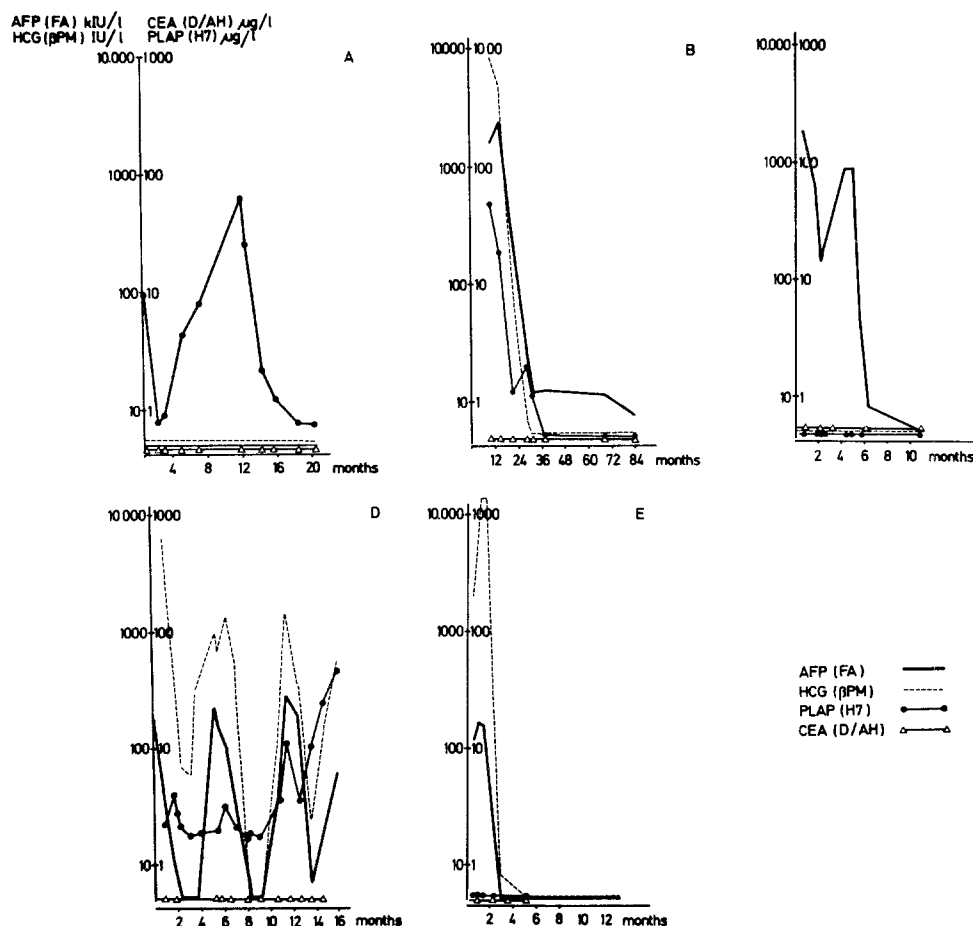 AFP (FA) kIU/l CEA (D/AH) µg/l
HCG (βPM) IU/l PLAP (H7) µg/l
A
10.000 1000
1000 100
100 10
10 1
4 8 12 16 20 months
B
10.000 1000
1000 100
100 10
10 1
12 24 36 48 60 72 84 months
10.000 1000
1000 100
100 10
10 1
2 4 6 8 10 months
D
10.000 1000
1000 100
100 10
10 1
2 4 6 8 10 12 14 16 months
E
10.000 1000
1000 100
100 10
10 1
2 4 6 8 10 12 months
AFP (FA)
HCG (βPM)
PLAP (H7)
CEA (D/AH)